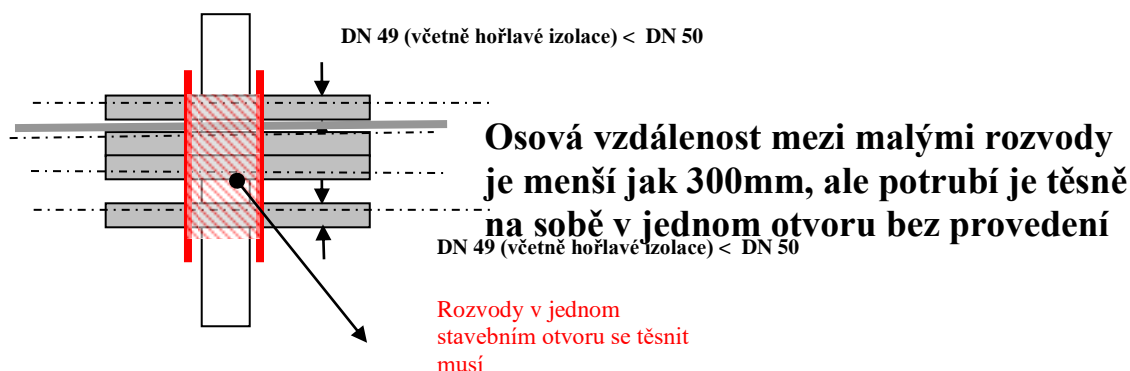 DN 49 (včetně hořlavé izolace) < DN 50
Osová vzdálenost mezi malými rozvody
je menší jak 300mm, ale potrubí je těsně
na sobě v jednom otvoru bez provedení
DN 49 (včetně hořlavé izolace) < DN 50
Rozvody v jednom
stavebním otvoru se těsnit
musí